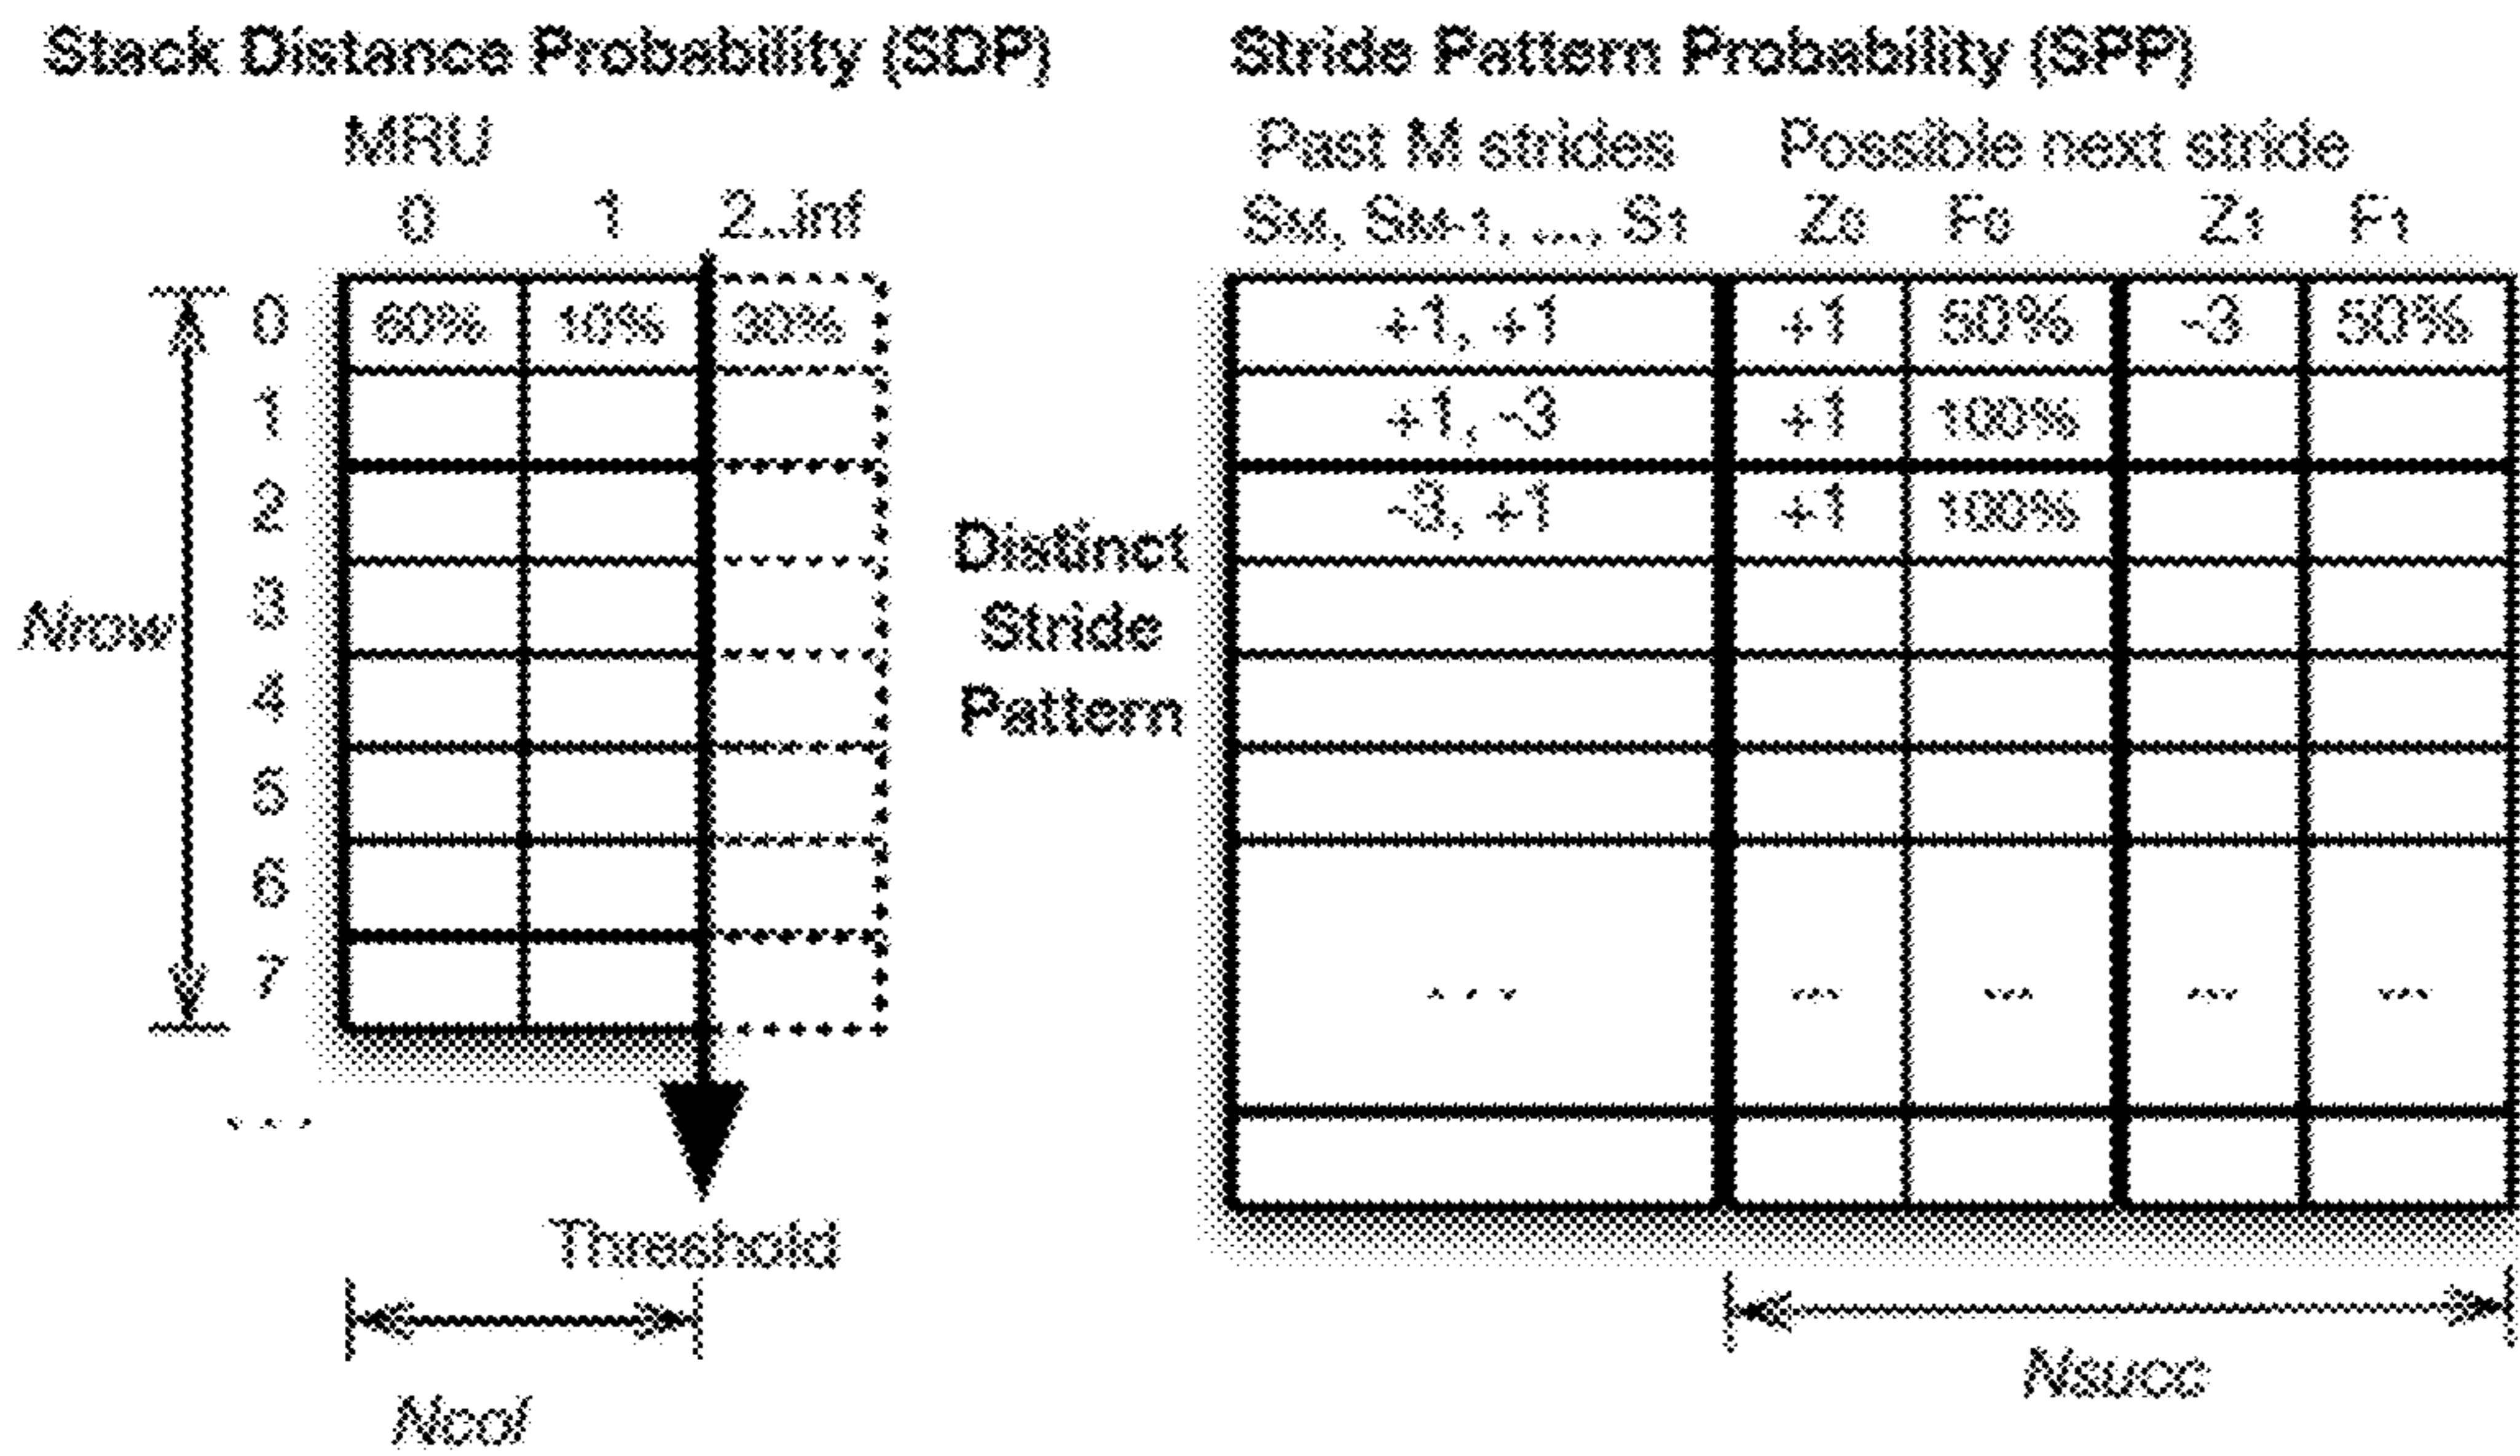 Stack Distance Probability (SDP)
MRU
0 1 2..inf
0 60% 10% 30%
1
2
3
4
5
6
7
Nrow
...
Threshold
Ncol
Stride Pattern Probability (SPP)
Past M strides Possible next stride
SM, SM-1, ..., S1 Z0 F0 Z1 F1
Distinct
Stride
Pattern
+1, +1 +1 50% -3 50%
+1, -3 +1 100%
-3, +1 +1 100%
... ... ... ... ...
Nsucc